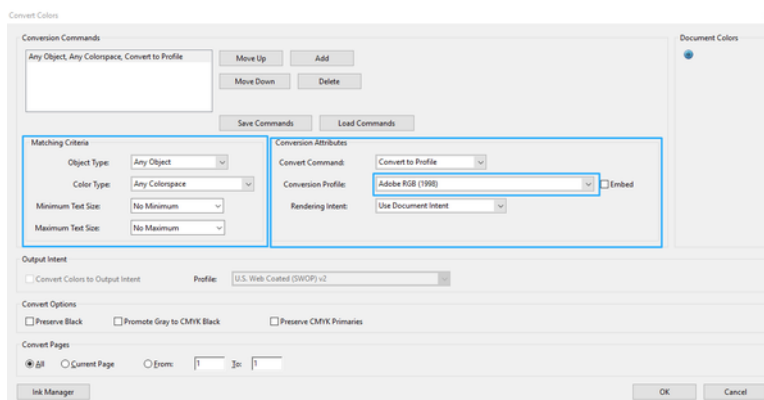 Convert Colors
Conversion Commands
Document Colors
Any Object, Any Colorspace, Convert to Profile
Move Up
Add
Move Down
Delete
Save Commands
Load Commands
Matching Criteria
Conversion Attributes
Object Type: Any Object
Convert Command: Convert to Profile
Color Type: Any Colorspace
Conversion Profile: Adobe RGB (1998) Embed
Minimum Text Size: No Minimum
Rendering Intent: Use Document Intent
Maximum Text Size: No Maximum
Output Intent
Convert Colors to Output Intent Profile: U.S. Web Coated (SWOP) v2
Convert Options
Preserve Black Promote Gray to CMYK Black Preserve CMYK Primaries
Convert Pages
All Current Page From: 1 To: 1
Ink Manager
OK
Cancel